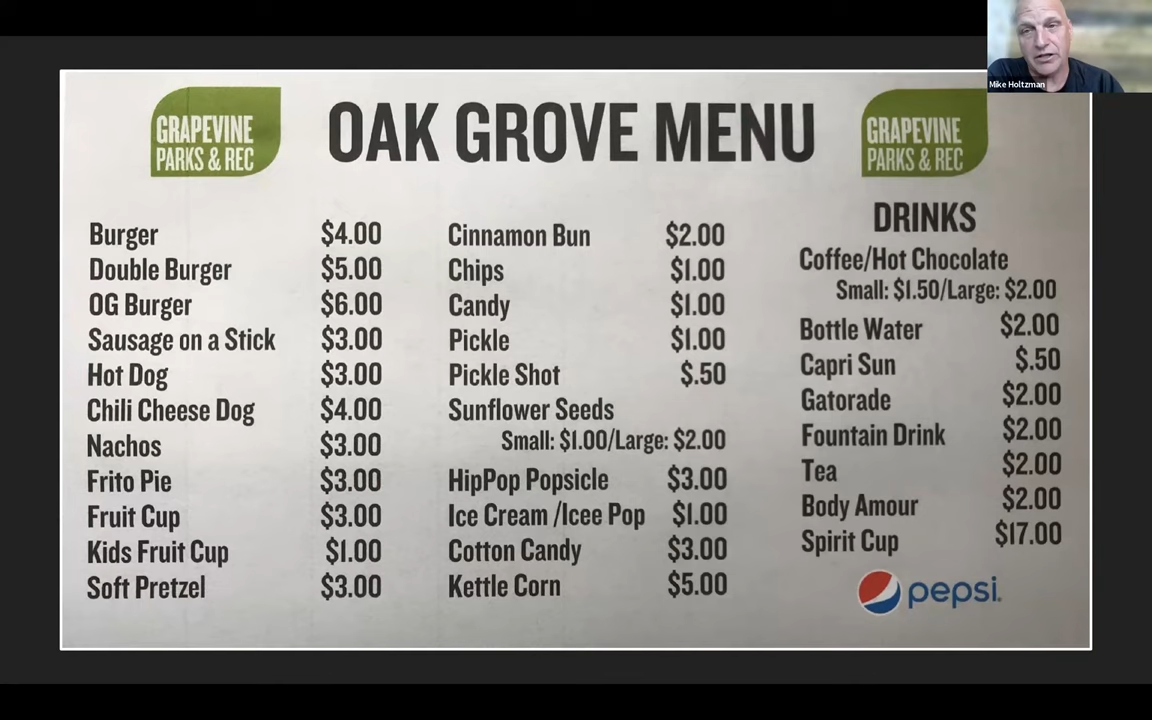 Mike Holtzman
GRAPEVINE
PARKS & REC
OAK GROVE MENU
GRAPEVINE
PARKS & REC
Burger $4.00
Double Burger $5.00
OG Burger $6.00
Sausage on a Stick $3.00
Hot Dog $3.00
Chili Cheese Dog $4.00
Nachos $3.00
Frito Pie $3.00
Fruit Cup $3.00
Kids Fruit Cup $1.00
Soft Pretzel $3.00
Cinnamon Bun $2.00
Chips $1.00
Candy $1.00
Pickle $1.00
Pickle Shot $.50
Sunflower Seeds
Small: $1.00/Large: $2.00
HipPop Popsicle $3.00
Ice Cream /Icee Pop $1.00
Cotton Candy $3.00
Kettle Corn $5.00
DRINKS
Coffee/Hot Chocolate
Small: $1.50/Large: $2.00
Bottle Water $2.00
Capri Sun $.50
Gatorade $2.00
Fountain Drink $2.00
Tea $2.00
Body Amour $2.00
Spirit Cup $17.00
pepsi